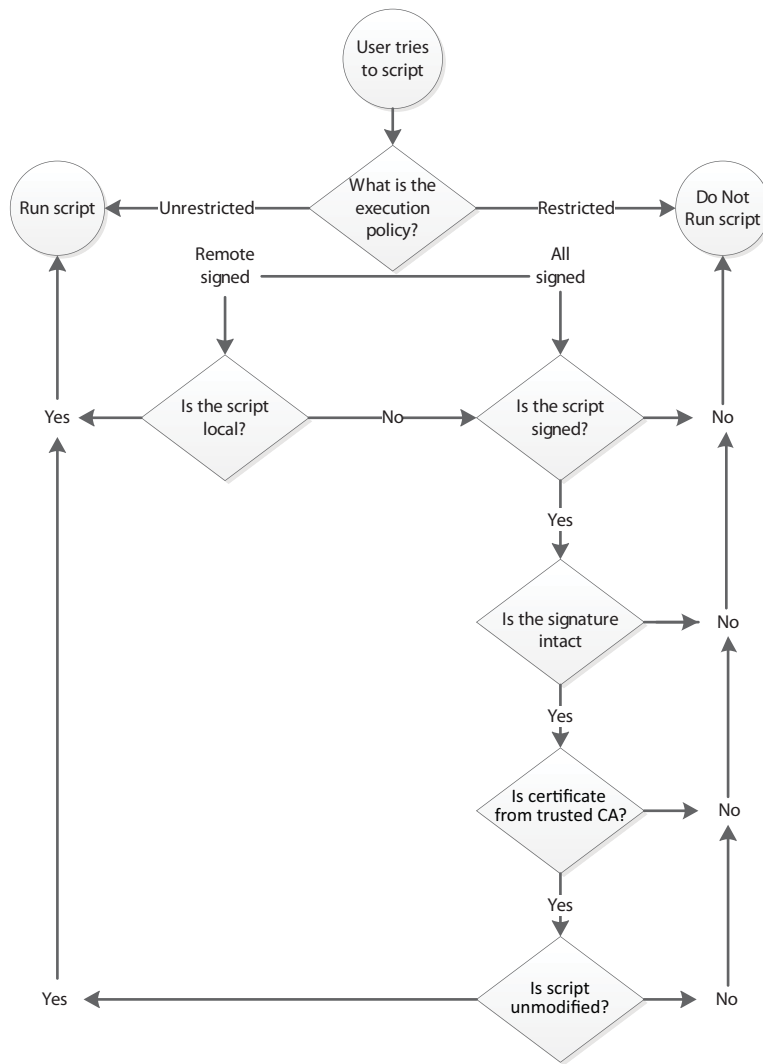 User tries
to script
What is the
execution
policy?
Run script
Unrestricted
Restricted
Do Not
Run script
Remote
signed
All
signed
Yes
Is the script
local?
No
Is the script
signed?
No
Yes
Is the signature
intact
No
Yes
Is certificate
from trusted CA?
No
Yes
Yes
Is script
unmodified?
No